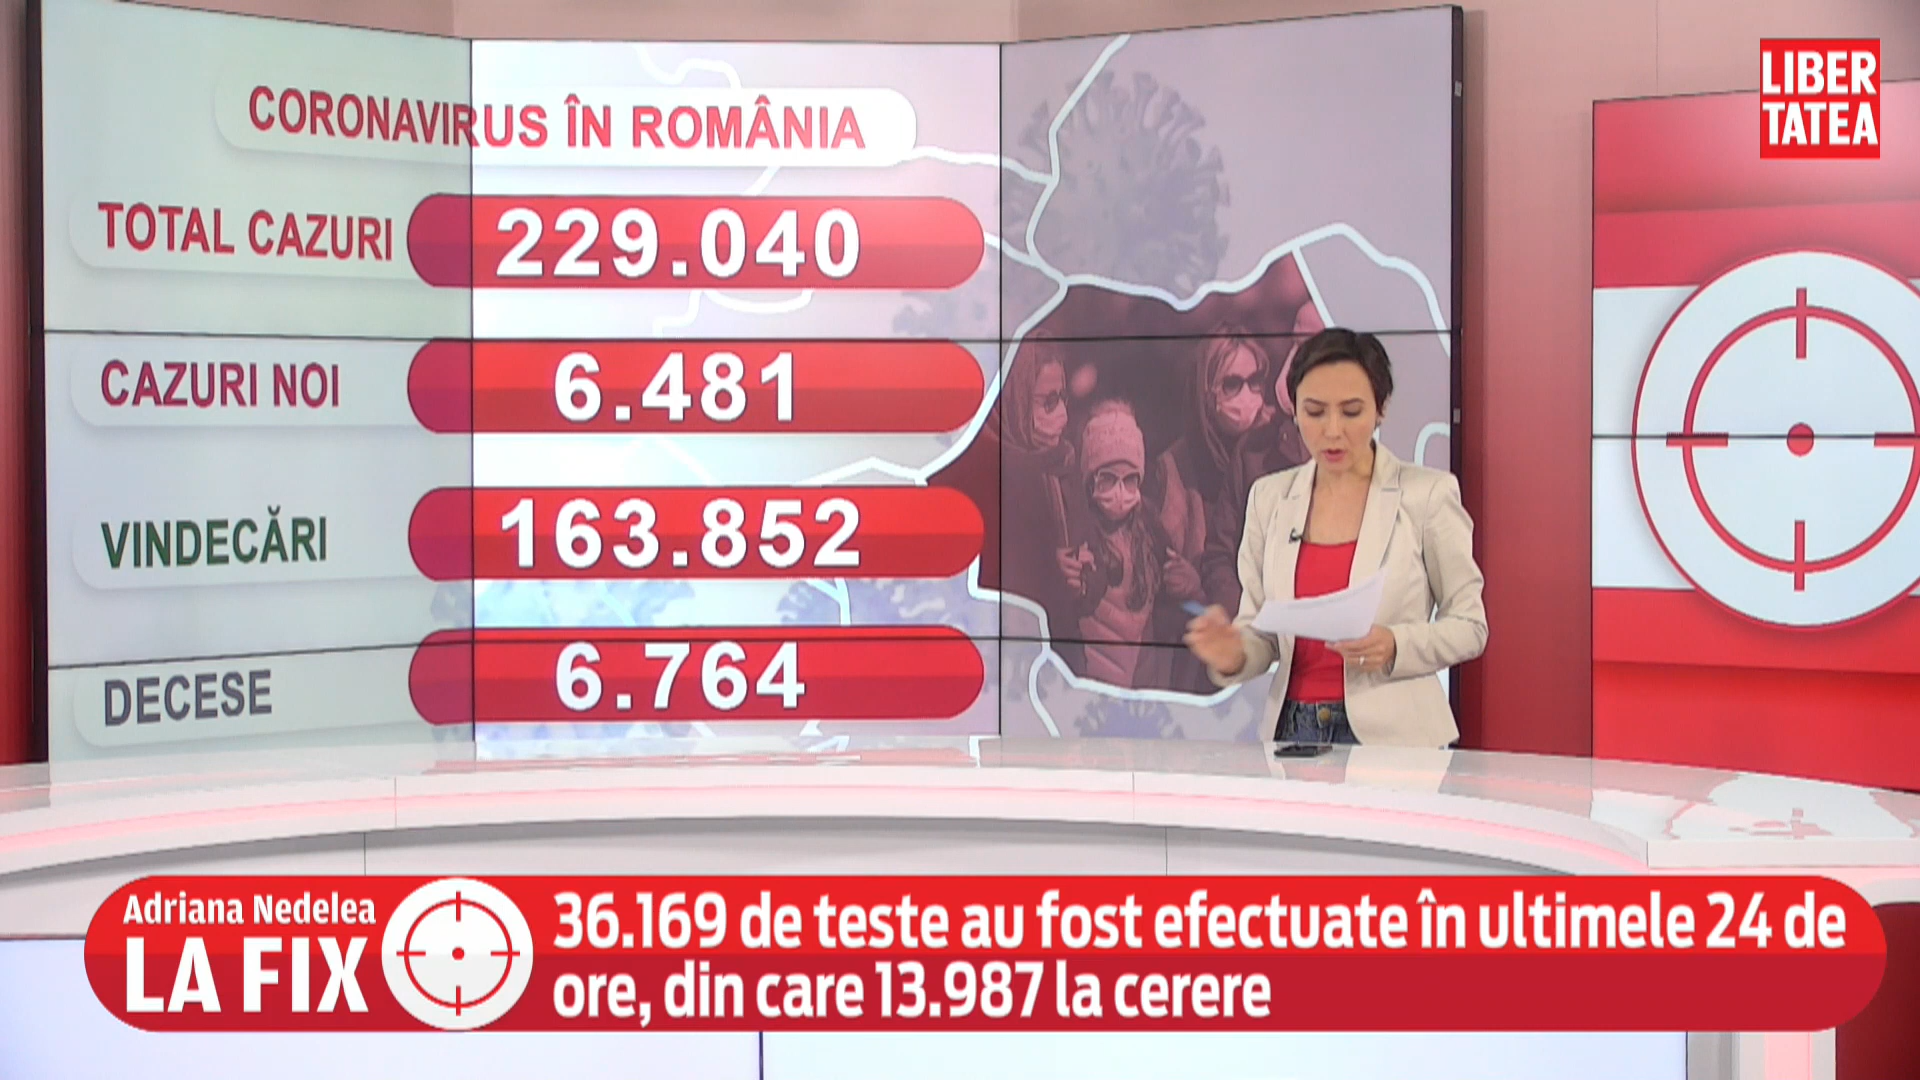 LIBER
TATEA
CORONAVIRUS ÎN ROMÂNIA
TOTAL CAZURI 229.040
CAZURI NOI 6.481
VINDECĂRI 163.852
DECESE 6.764
Adriana Nedelea
LA FIX
36.169 de teste au fost efectuate în ultimele 24 de
ore, din care 13.987 la cerere